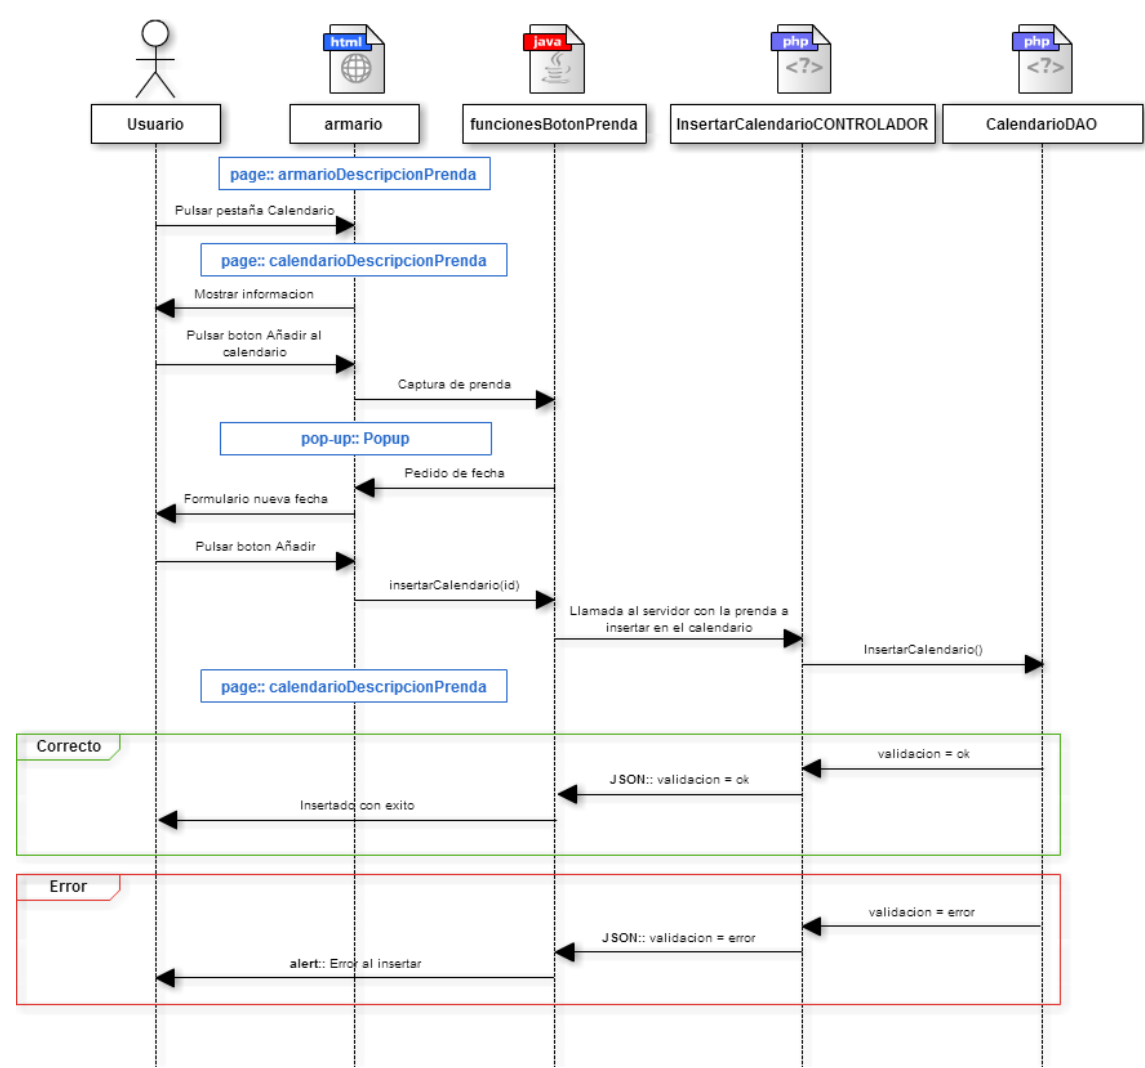 html
java
php
<?>
php
<?>
Usuario
armario
funcionesBotonPrenda
InsertarCalendarioCONTROLADOR
CalendarioDAO
page:: armarioDescripcionPrenda
Pulsar pestaña Calendario
page:: calendarioDescripcionPrenda
Mostrar informacion
Pulsar boton Añadir al
calendario
Captura de prenda
pop-up:: Popup
Pedido de fecha
Formulario nueva fecha
Pulsar boton Añadir
insertarCalendario(id)
Llamada al servidor con la prenda a
insertar en el calendario
InsertarCalendario()
page:: calendarioDescripcionPrenda
Correcto
validacion = ok
JSON:: validacion = ok
Insertado con exito
Error
validacion = error
JSON:: validacion = error
alert:: Error al insertar